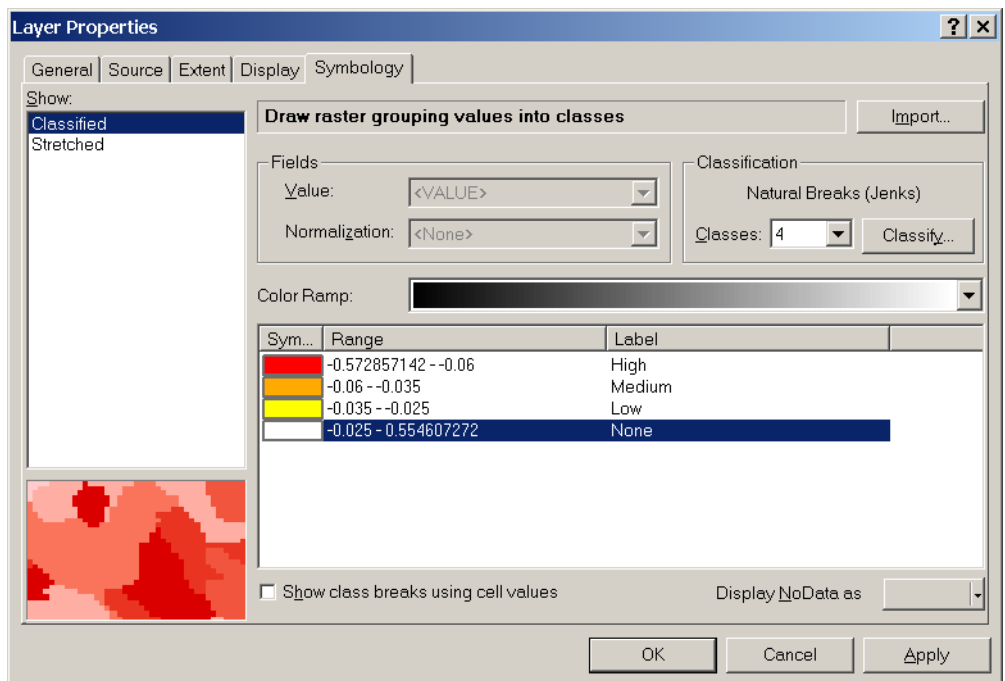 Layer Properties
General Source Extent Display Symbology
Show:
Classified
Stretched
Draw raster grouping values into classes
Import...
Fields
Value: <VALUE>
Normalization: <None>
Classification
Natural Breaks (Jenks)
Classes: 4 Classify...
Color Ramp:
Sym... Range Label
-0.572857142 - -0.06 High
-0.06 - -0.035 Medium
-0.035 - -0.025 Low
-0.025 - 0.554607272 None
Show class breaks using cell values
Display NoData as
OK Cancel Apply